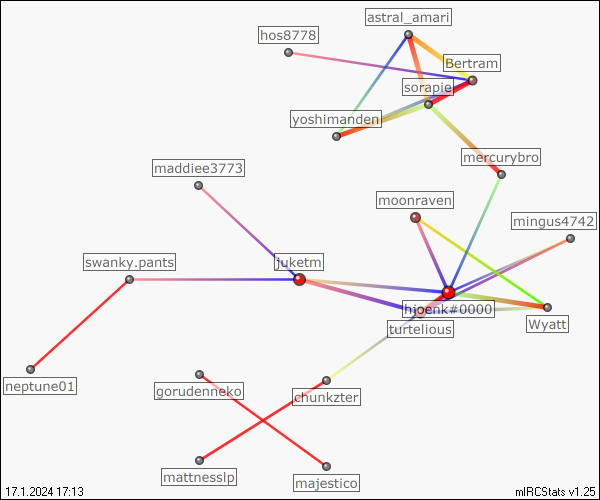 astral_amari
hos8778
Bertram
sorapie
yoshimanden
mercurybro
maddiee3773
moonraven
mingus4742
swanky.pants
juketm
hjoenk#0000
turtelious
Wyatt
neptune01
gorudenneko
chunkzter
mattnesslp
majestico
17.1.2024 17:13
mIRCStats v1.25